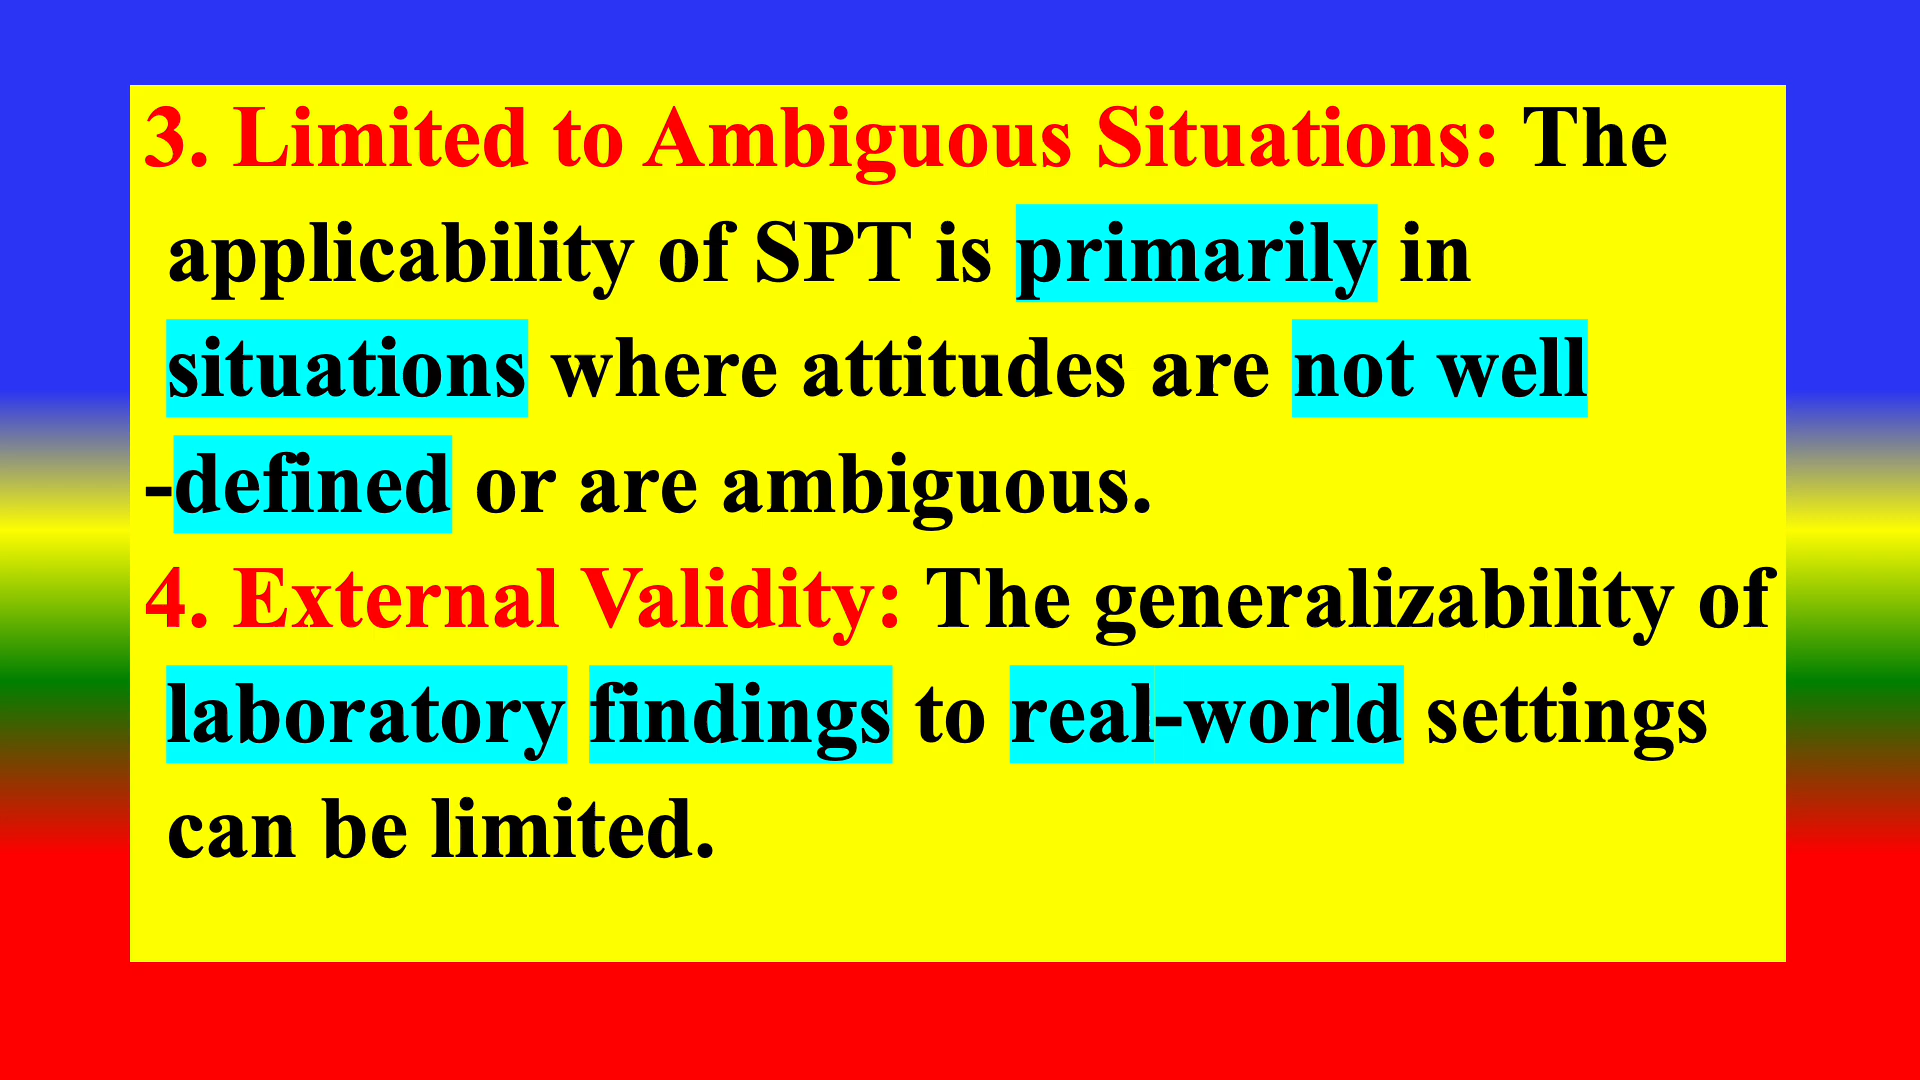 3. Limited to Ambiguous Situations: The
applicability of SPT is primarily in
situations where attitudes are not well
-defined or are ambiguous.
4. External Validity: The generalizability of
laboratory findings to real-world settings
can be limited.